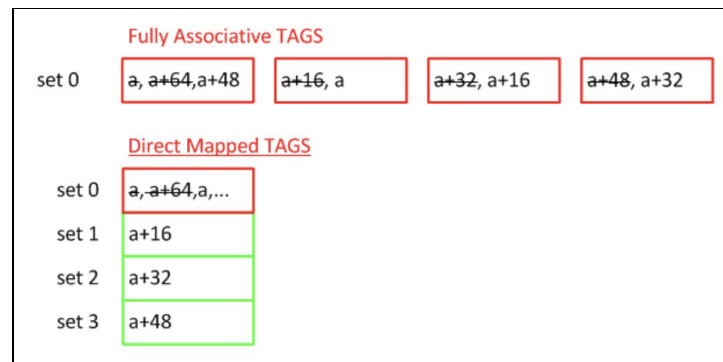 Fully Associative TAGS
set 0 a, a+64,a+48 a+16, a a+32, a+16 a+48, a+32
Direct Mapped TAGS
set 0 a, a+64,a,...
set 1 a+16
set 2 a+32
set 3 a+48